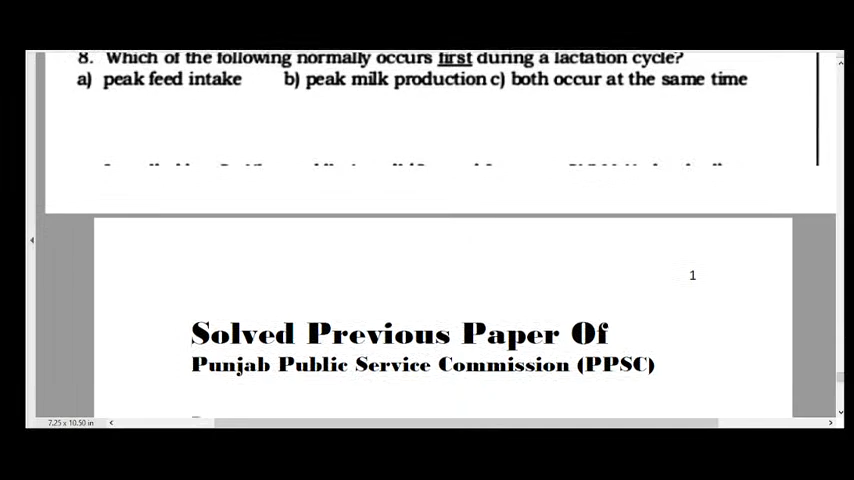 8. Which of the following normally occurs first during a lactation cycle?
a) peak feed intake b) peak milk production c) both occur at the same time
1
Solved Previous Paper Of
Punjab Public Service Commission (PPSC)
7.25 x 10.50 in